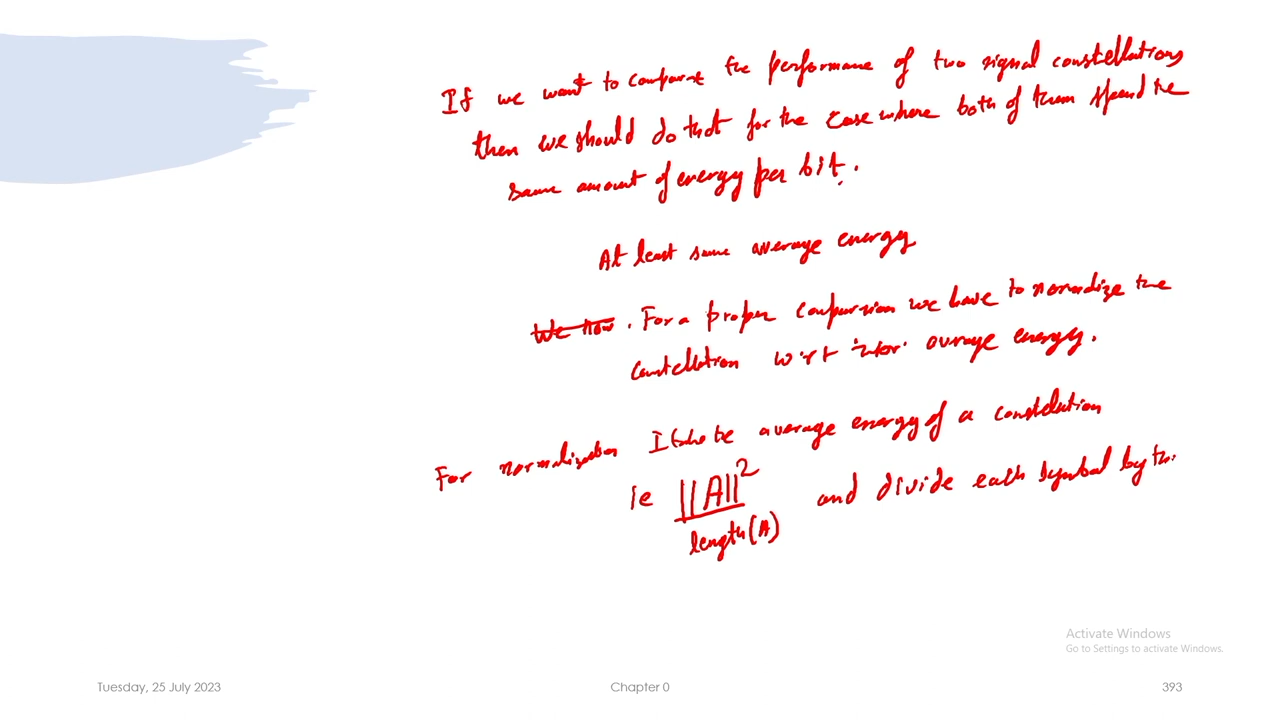 If we want to compare the performance of two signal constellations
then we should do that for the case where both of them spend the
same amount of energy per bit.
At least same average energy
We now . For a proper comparison we have to normalize the
constellation w.r.t average energy.
For normalization I take average energy of a constellation
ie ||A||²
length(A)
and divide each symbol by
Activate Windows
Go to Settings to activate Windows.
Tuesday, 25 July 2023
Chapter 0
393